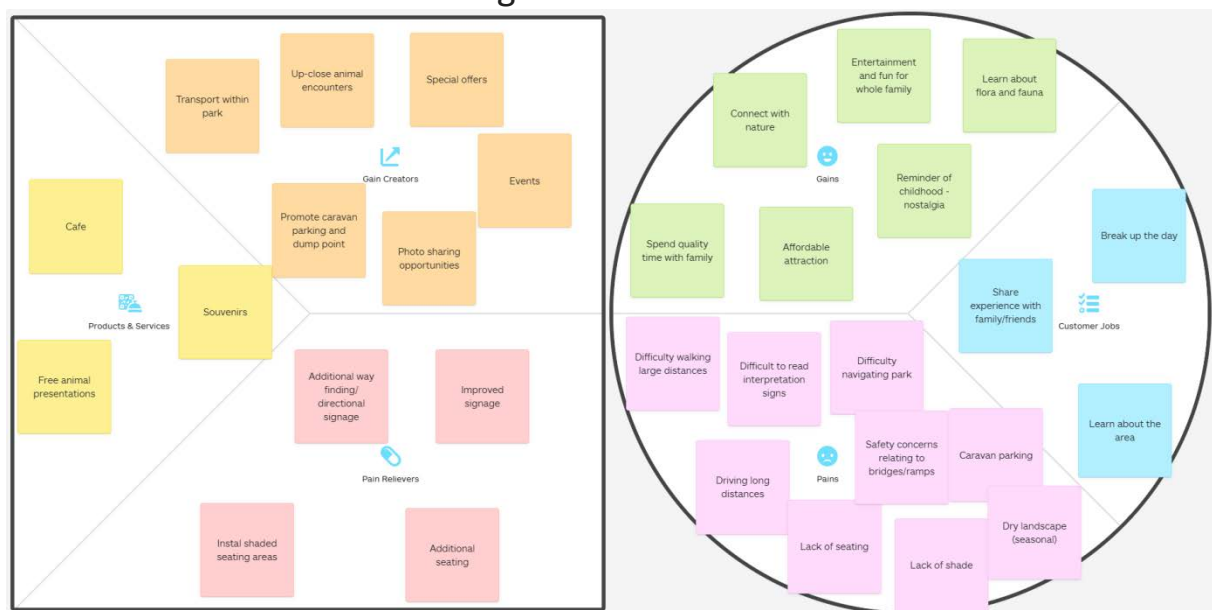 Up-close animal
encounters
Special offers
Transport within
park
Gain Creators
Events
Promote caravan
parking and
dump point
Photo sharing
opportunities
Cafe
Souvenirs
Products & Services
Free animal
presentations
Additional way
finding/
directional
signage
Improved
signage
Pain Relievers
Instal shaded
seating areas
Additional
seating
Entertainment
and fun for
whole family
Learn about
flora and fauna
Connect with
nature
Gains
Reminder of
childhood -
nostalgia
Spend quality
time with family
Affordable
attraction
Break up the day
Share
experience with
family/friends
Customer Jobs
Learn about the
area
Difficulty walking
large distances
Difficult to read
interpretation
signs
Difficulty
navigating park
Safety concerns
relating to
bridges/ramps
Caravan parking
Driving long
distances
Pains
Lack of seating
Lack of shade
Dry landscape
(seasonal)